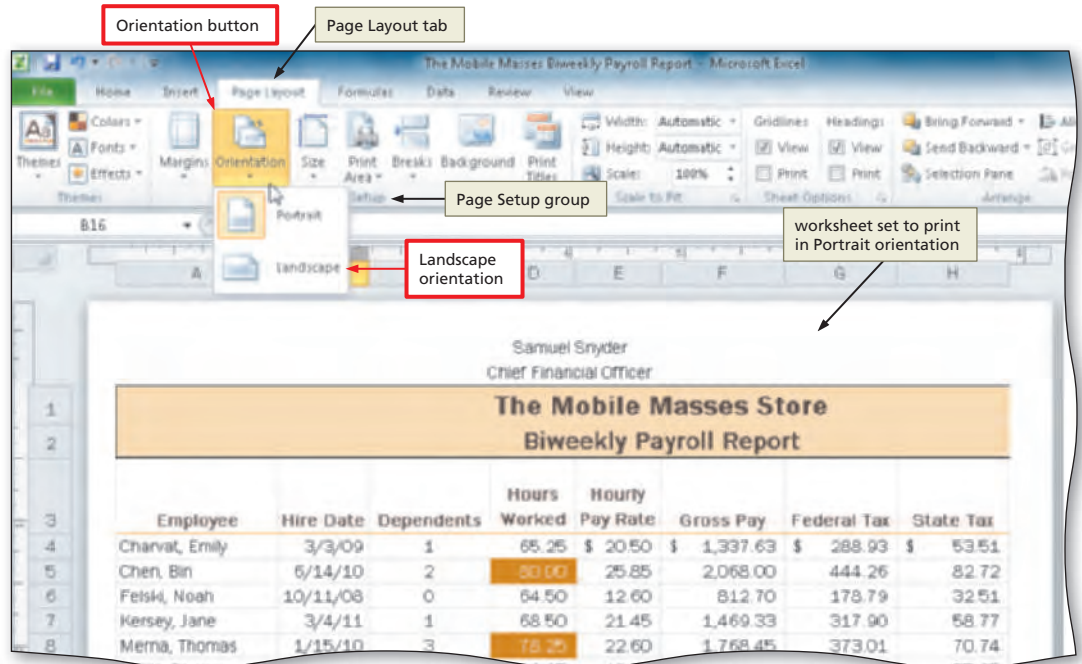 Orientation button
Page Layout tab
The Mobile Masses Biweekly Payroll Report - Microsoft Excel
File Home Insert Page Layout Formulas Data Review View
Aa Themes
Colors
A Fonts
Effects
Margins Orientation Size Print Area Breaks Background Print Titles
Width: Automatic
Height: Automatic
Scale: 100%
Gridlines
View
Print
Headings
View
Print
Bring Forward
Send Backward
Selection Pane
Themes
Setup
Page Setup group
Scale to Fit
Sheet Options
Arrange
Portrait
Landscape
Landscape
orientation
worksheet set to print
in Portrait orientation
B16
A D E F G H
Samuel Snyder
Chief Financial Officer
1 The Mobile Masses Store
2 Biweekly Payroll Report
3 Employee Hire Date Dependents Hours Worked Hourly Pay Rate Gross Pay Federal Tax State Tax
4 Charvat, Emily 3/3/09 1 65.25 $ 20.50 $ 1,337.63 $ 288.93 $ 53.51
5 Chen, Bin 6/14/10 2 80.00 25.85 2,068.00 444.26 82.72
6 Felski, Noah 10/11/08 0 64.50 12.60 812.70 178.79 32.51
7 Kersey, Jane 3/4/11 1 68.50 21.45 1,469.33 317.90 58.77
8 Merna, Thomas 1/15/10 3 78.25 22.60 1,768.45 373.01 70.74